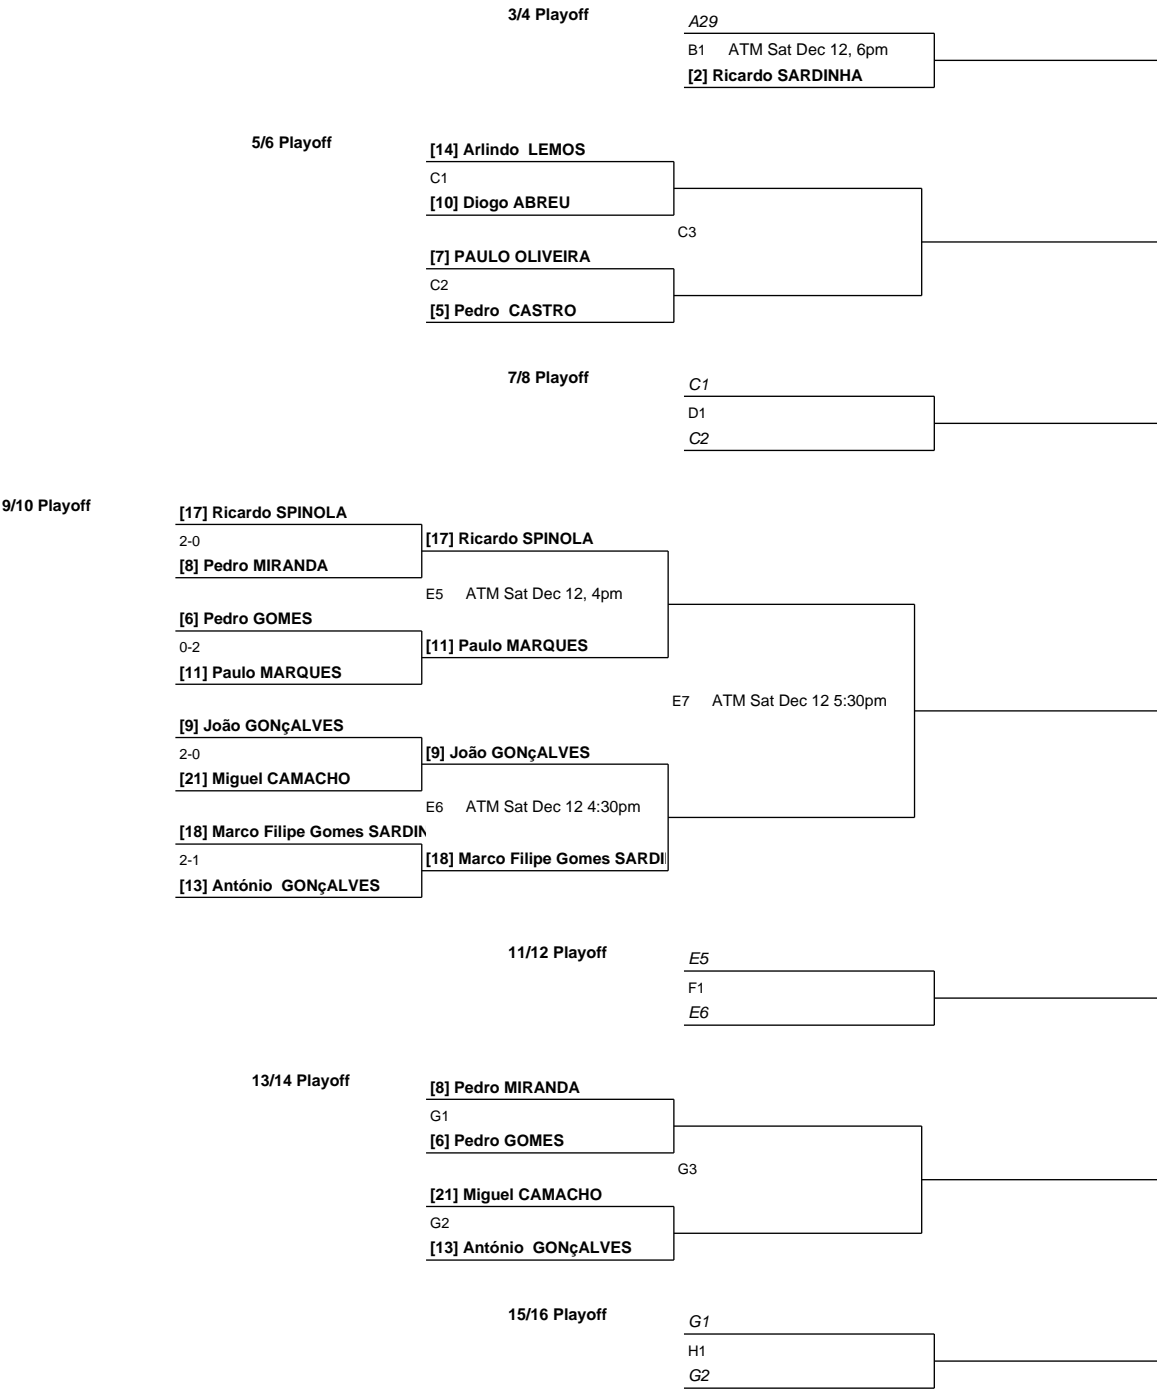 3/4 Playoff
A29
B1 ATM Sat Dec 12, 6pm
[2] Ricardo SARDINHA
5/6 Playoff
[14] Arlindo LEMOS
C1
[10] Diogo ABREU
C3
[7] PAULO OLIVEIRA
C2
[5] Pedro CASTRO
7/8 Playoff
C1
D1
C2
9/10 Playoff
[17] Ricardo SPINOLA
2-0
[8] Pedro MIRANDA
[17] Ricardo SPINOLA
E5 ATM Sat Dec 12, 4pm
[6] Pedro GOMES
0-2
[11] Paulo MARQUES
[11] Paulo MARQUES
E7 ATM Sat Dec 12 5:30pm
[9] João GONçALVES
2-0
[21] Miguel CAMACHO
[9] João GONçALVES
E6 ATM Sat Dec 12 4:30pm
[18] Marco Filipe Gomes SARDIN
2-1
[13] António GONçALVES
[18] Marco Filipe Gomes SARDI
11/12 Playoff
E5
F1
E6
13/14 Playoff
[8] Pedro MIRANDA
G1
[6] Pedro GOMES
G3
[21] Miguel CAMACHO
G2
[13] António GONçALVES
15/16 Playoff
G1
H1
G2